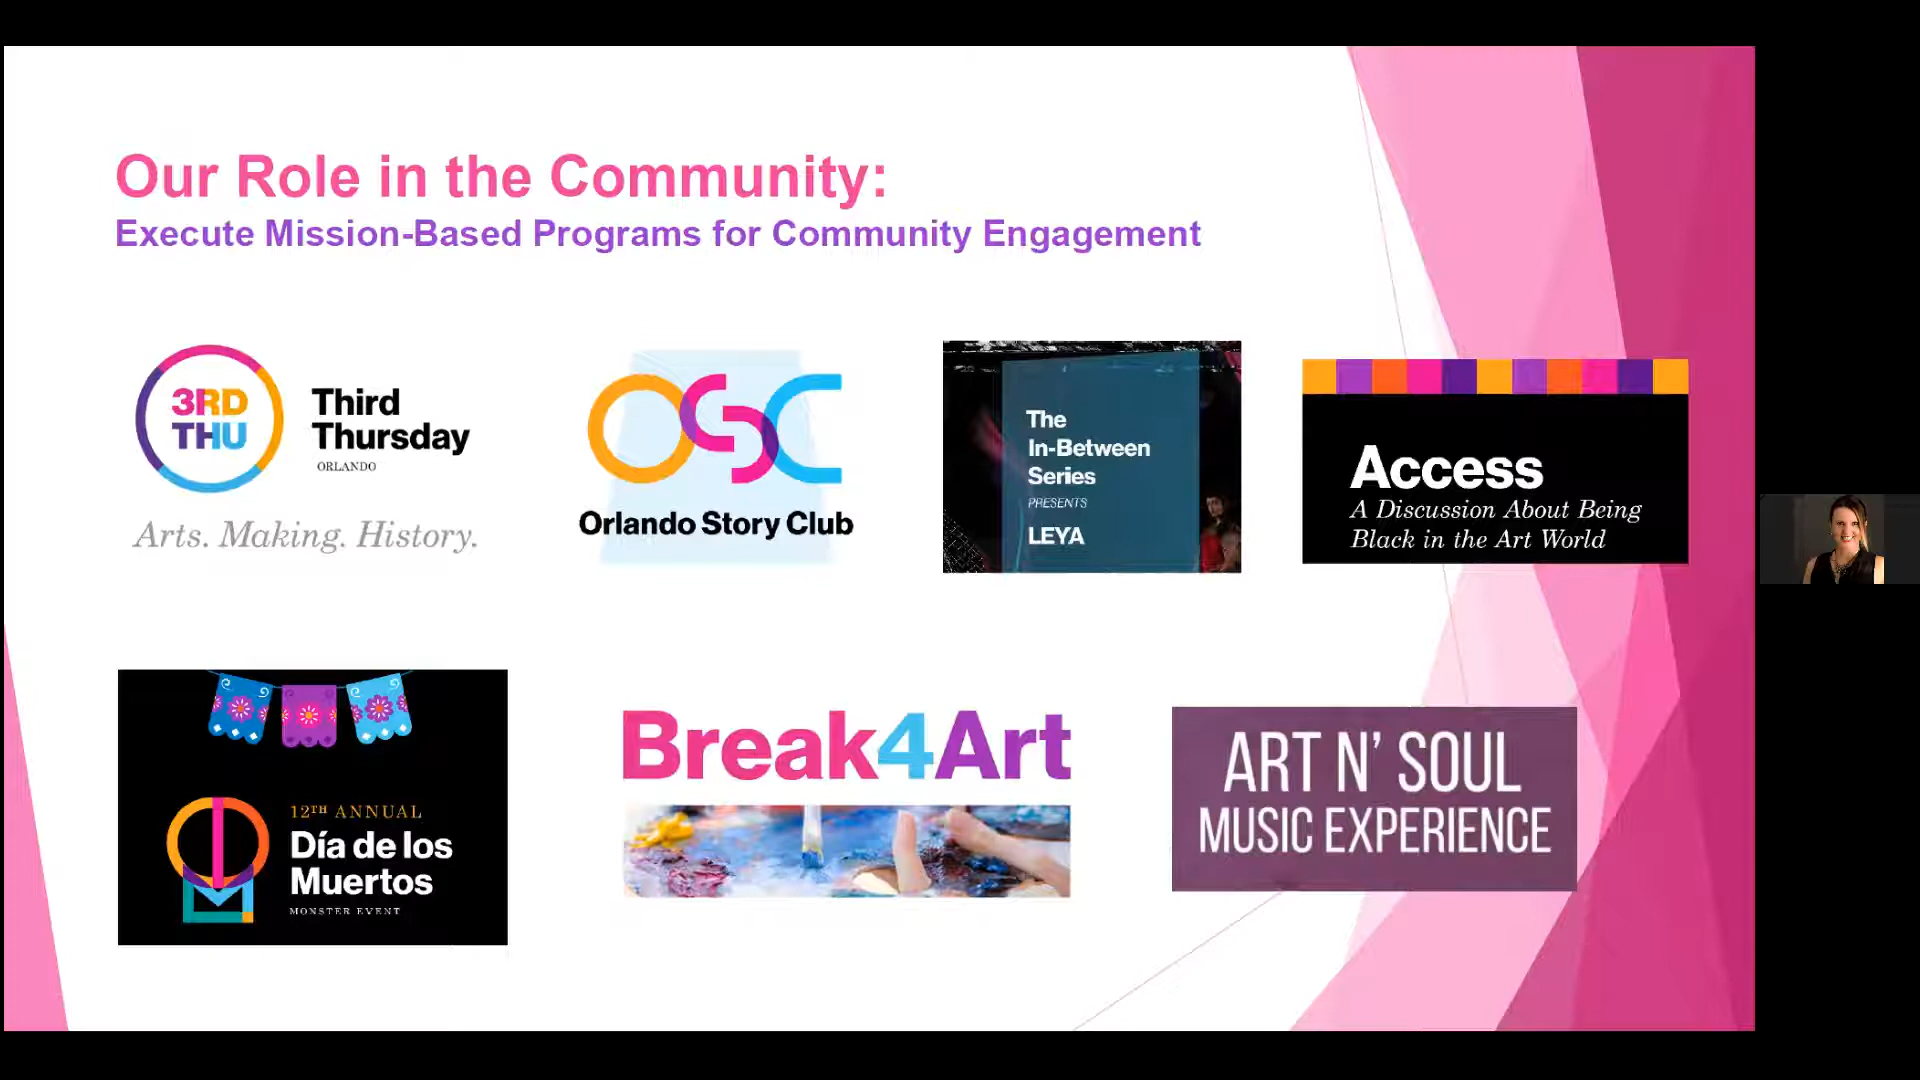 Our Role in the Community:
Execute Mission-Based Programs for Community Engagement
3RD
THU
Third
Thursday
ORLANDO
Arts. Making. History.
OSC
Orlando Story Club
The
In-Between
Series
PRESENTS
LEYA
Access
A Discussion About Being
Black in the Art World
12TH ANNUAL
Día de los
Muertos
MONSTER EVENT
Break4Art
ART N’ SOUL
MUSIC EXPERIENCE